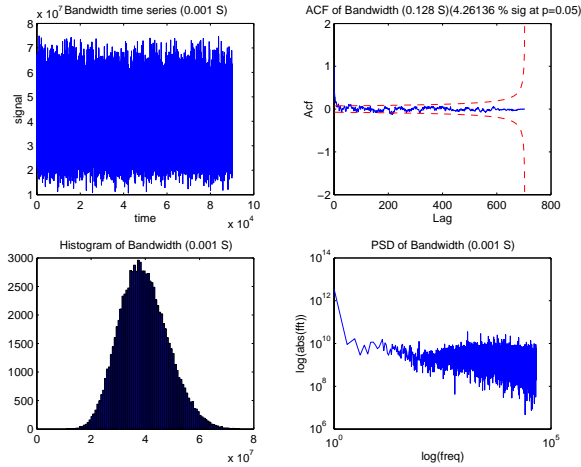 x 10^7 Bandwidth time series (0.001 S)
8
7
6
5
4
3
2
1
signal
0 2 4 6 8 10
time
x 10^4
ACF of Bandwidth (0.128 S)(4.26136 % sig at p=0.05)
2
1
0
−1
−2
Acf
0 200 400 600 800
Lag
Histogram of Bandwidth (0.001 S)
3000
2500
2000
1500
1000
500
0
0 2 4 6 8
x 10^7
PSD of Bandwidth (0.001 S)
10^14
10^12
10^10
10^8
10^6
log(abs(fft))
10^0 10^5
log(freq)